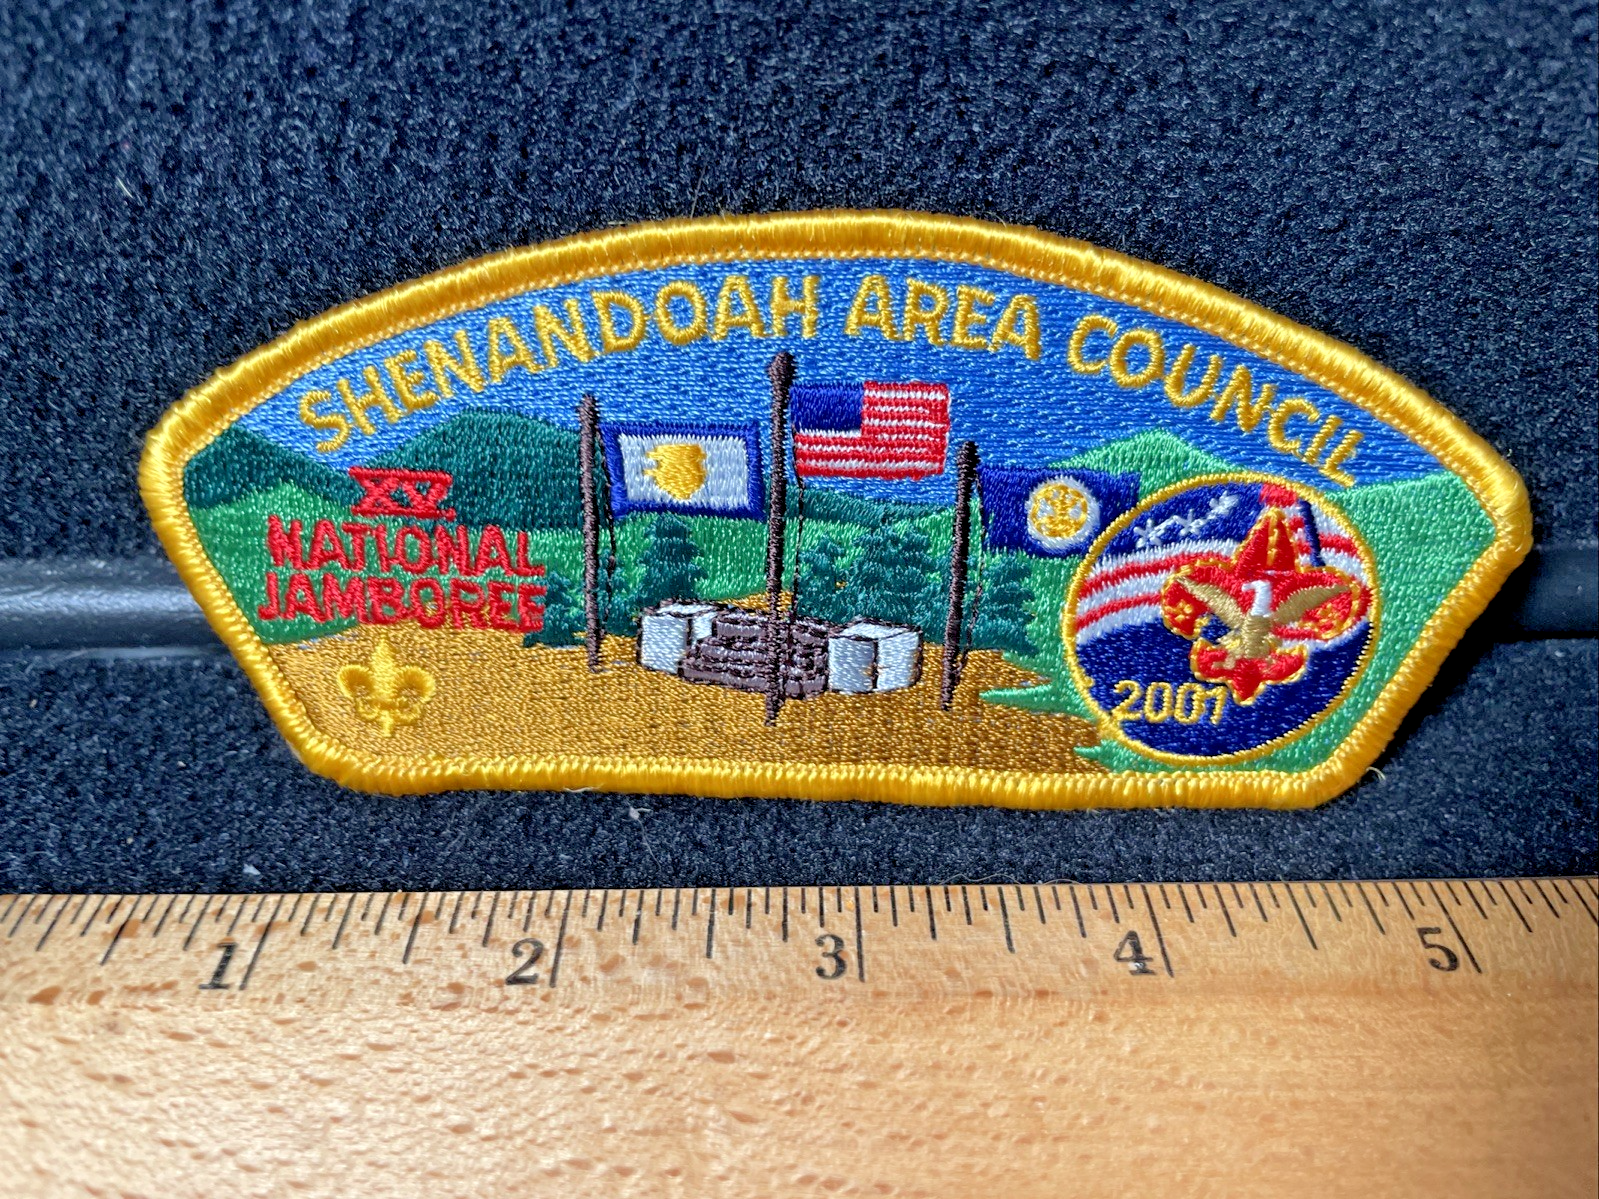 SHENANDOAH AREA COUNCIL
XV
NATIONAL
JAMBOREE
2001
1 2 3 4 5